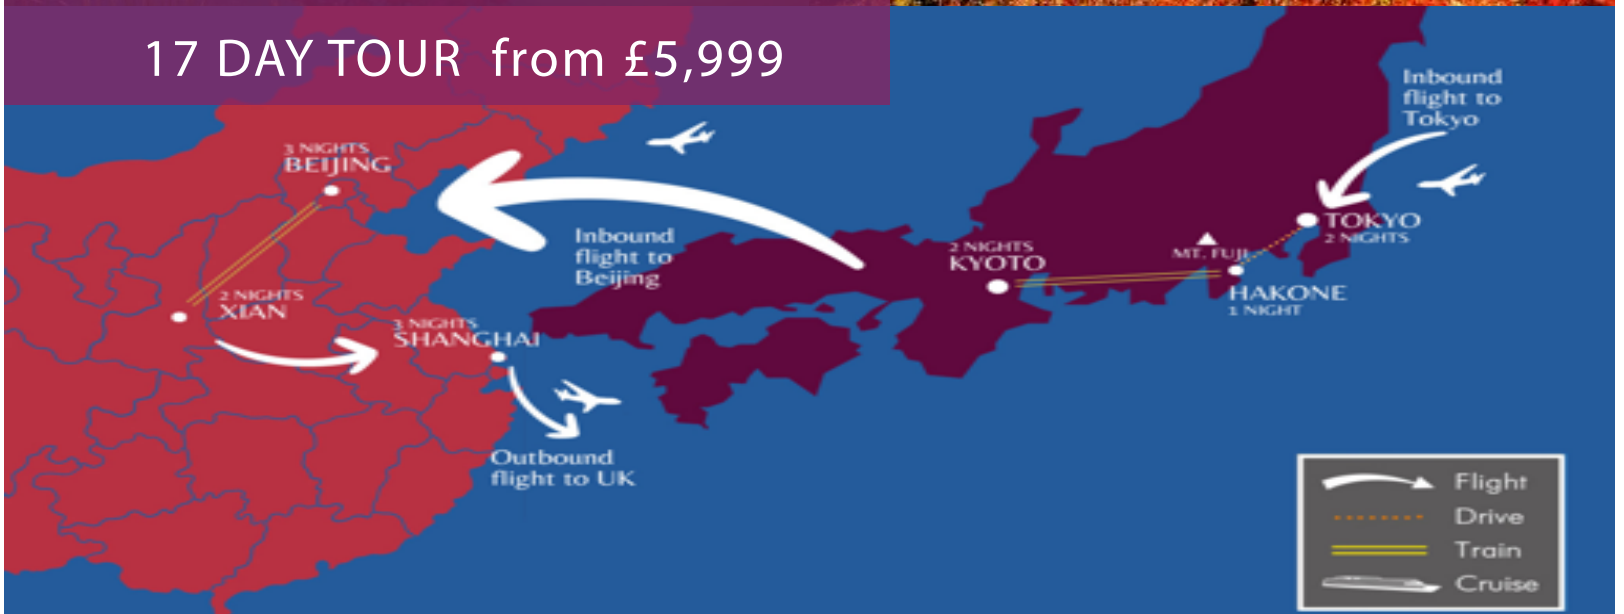 17 DAY TOUR from £5,999
Inbound
flight to
Tokyo
TOKYO
2 NIGHTS
MT. FUJI
HAKONE
1 NIGHT
2 NIGHTS
KYOTO
Inbound
flight to
Beijing
3 NIGHTS
BEIJING
2 NIGHTS
XIAN
3 NIGHTS
SHANGHAI
Outbound
flight to UK
Flight
Drive
Train
Cruise